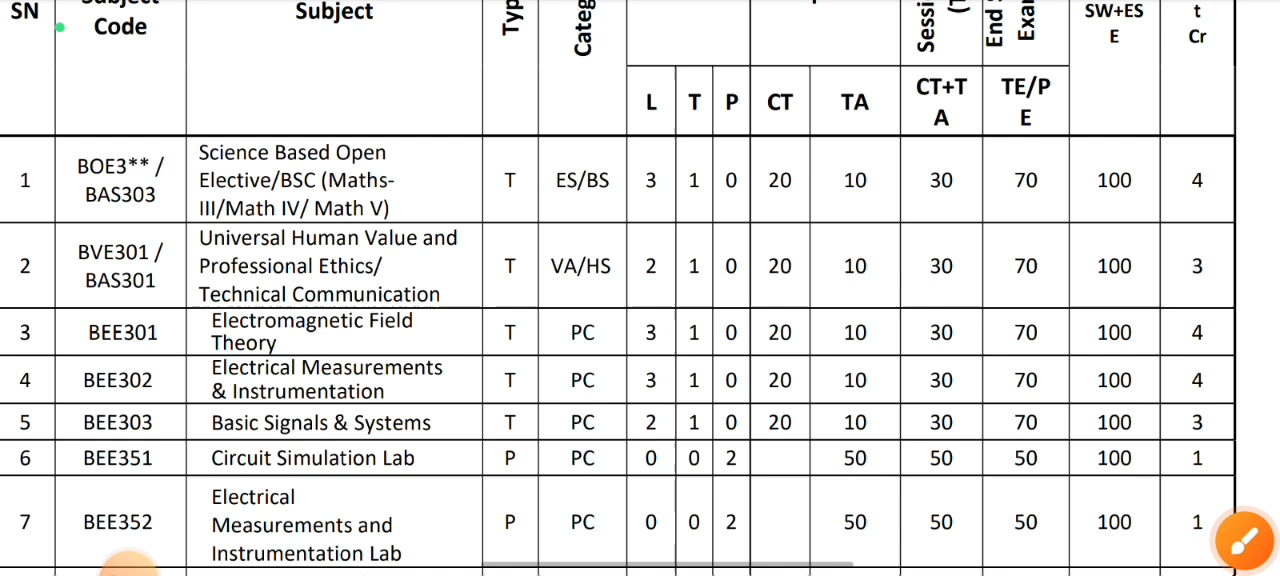 SN
Subject
Code
Subject
Typ
Categ
Sessi
(T
End S
Exa
SW+ES
E
t
Cr
L T P CT TA
CT+T
A
TE/P
E
1
BOE3** /
BAS303
Science Based Open
Elective/BSC (Maths-
III/Math IV/ Math V)
T ES/BS 3 1 0 20 10 30 70 100 4
2
BVE301 /
BAS301
Universal Human Value and
Professional Ethics/
Technical Communication
T VA/HS 2 1 0 20 10 30 70 100 3
3
BEE301
Electromagnetic Field
Theory
T PC 3 1 0 20 10 30 70 100 4
4
BEE302
Electrical Measurements
& Instrumentation
T PC 3 1 0 20 10 30 70 100 4
5 BEE303 Basic Signals & Systems T PC 2 1 0 20 10 30 70 100 3
6 BEE351 Circuit Simulation Lab P PC 0 0 2 50 50 50 100 1
7
BEE352
Electrical
Measurements and
Instrumentation Lab
P PC 0 0 2 50 50 50 100 1